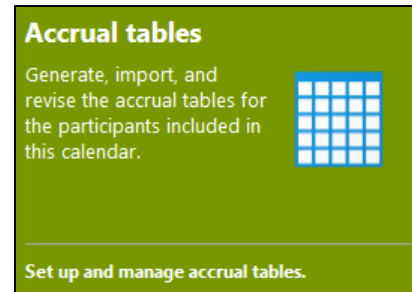 Accrual tables
Generate, import, and
revise the accrual tables for
the participants included in
this calendar.
Set up and manage accrual tables.